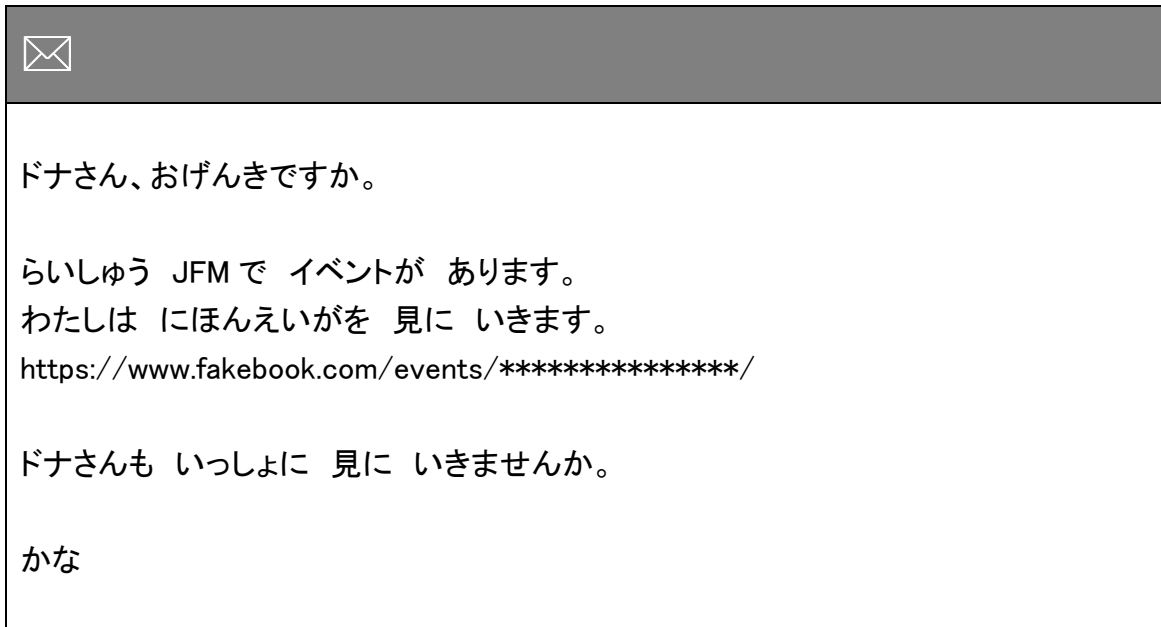 ドナさん、おげんきですか。
らいしゅう JFM で イベントが あります。
わたしは にほんえいがを 見に いきます。
https://www.fakebook.com/events/***************/
ドナさんも いっしょに 見に いきませんか。
かな